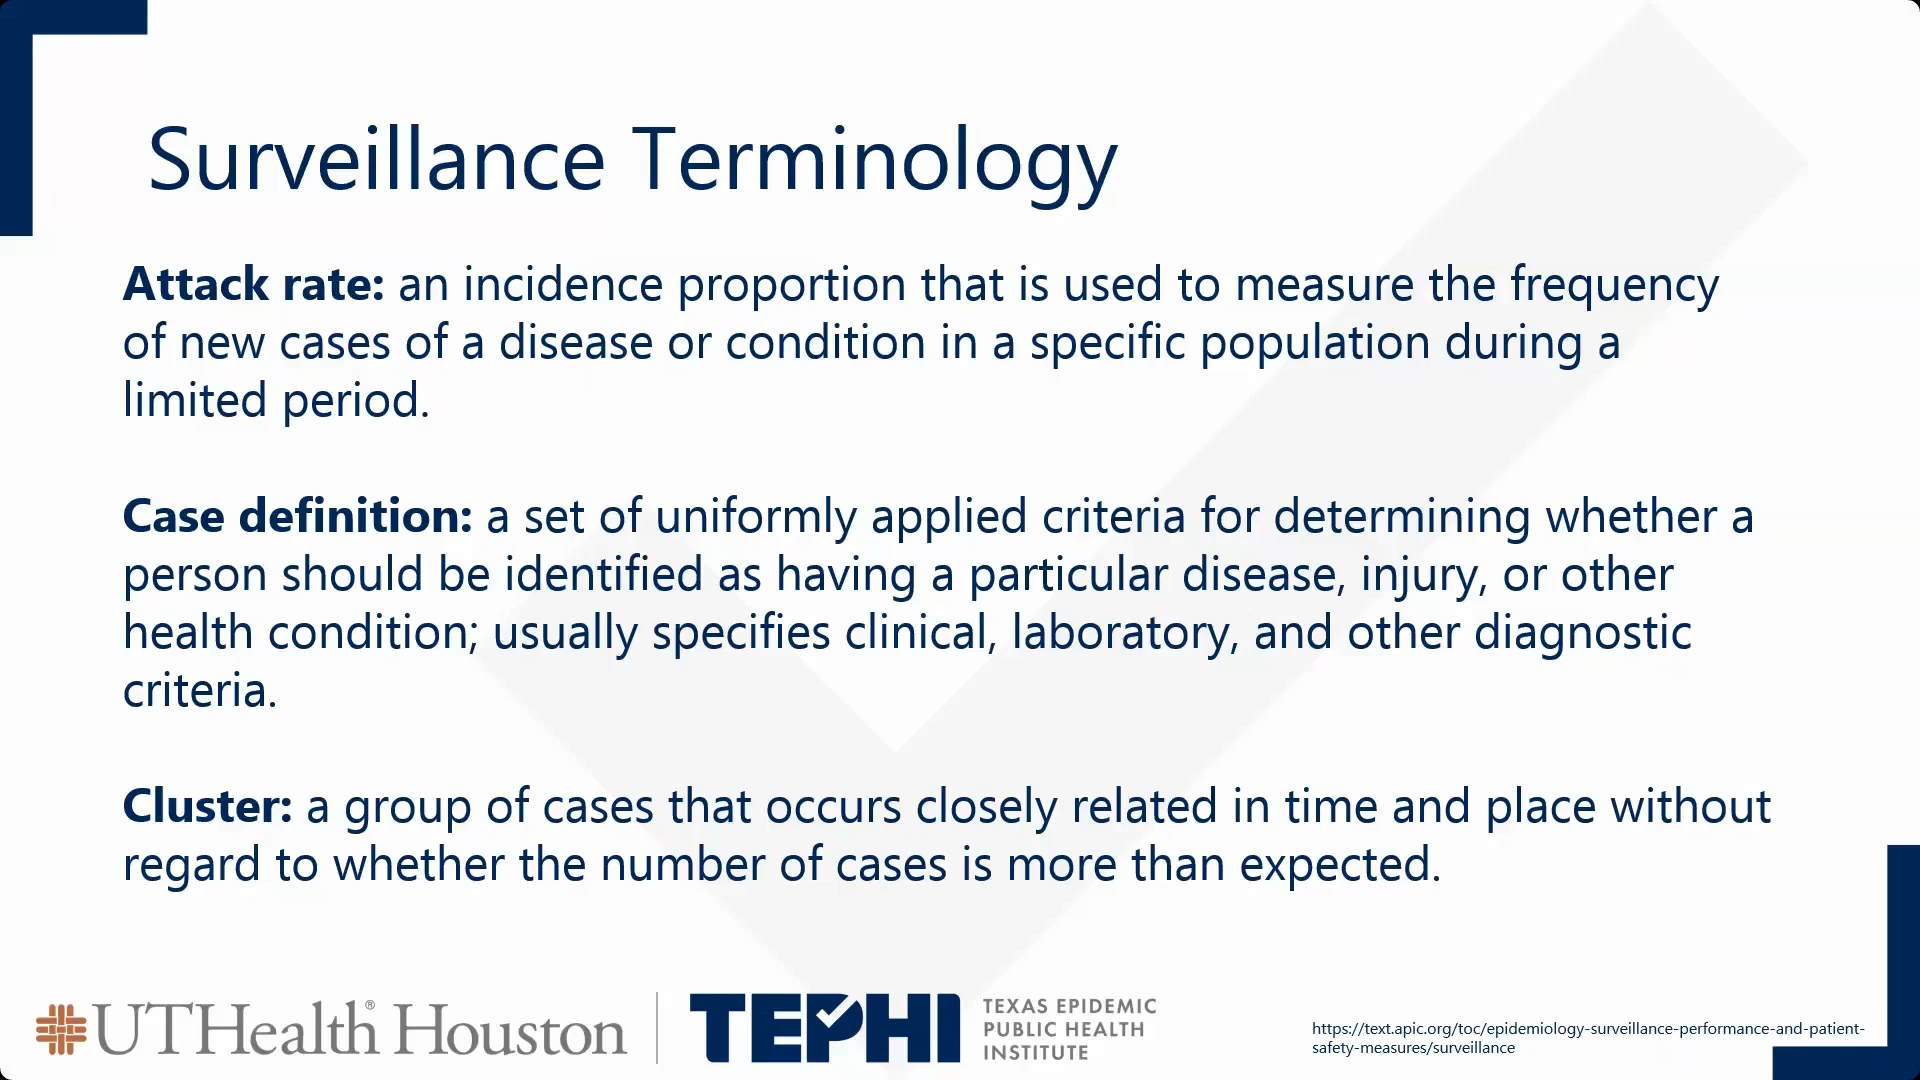 Surveillance Terminology
Attack rate: an incidence proportion that is used to measure the frequency
of new cases of a disease or condition in a specific population during a
limited period.
Case definition: a set of uniformly applied criteria for determining whether a
person should be identified as having a particular disease, injury, or other
health condition; usually specifies clinical, laboratory, and other diagnostic
criteria.
Cluster: a group of cases that occurs closely related in time and place without
regard to whether the number of cases is more than expected.
UTHealth® Houston
TEPHI
TEXAS EPIDEMIC
PUBLIC HEALTH
INSTITUTE
https://text.apic.org/toc/epidemiology-surveillance-performance-and-patient-
safety-measures/surveillance